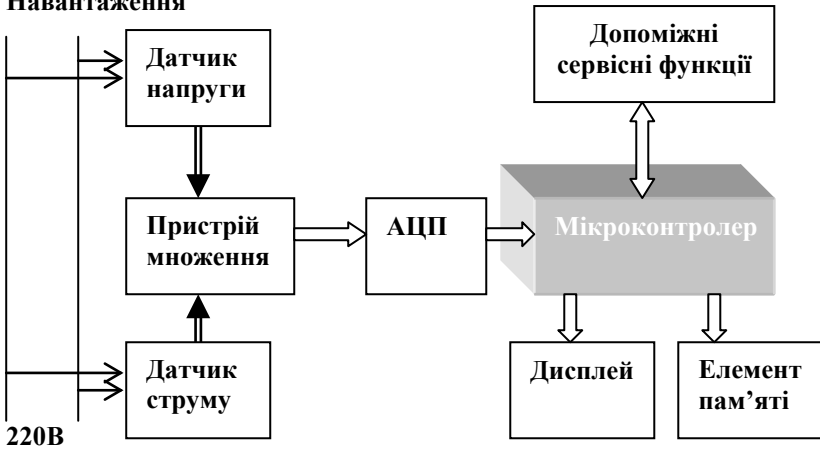 Навантаження
Датчик
напруги
Допоміжні
сервісні функції
Пристрій
множення
АЦП
Мікроконтролер
Датчик
струму
Дисплей
Елемент
пам’яті
220В